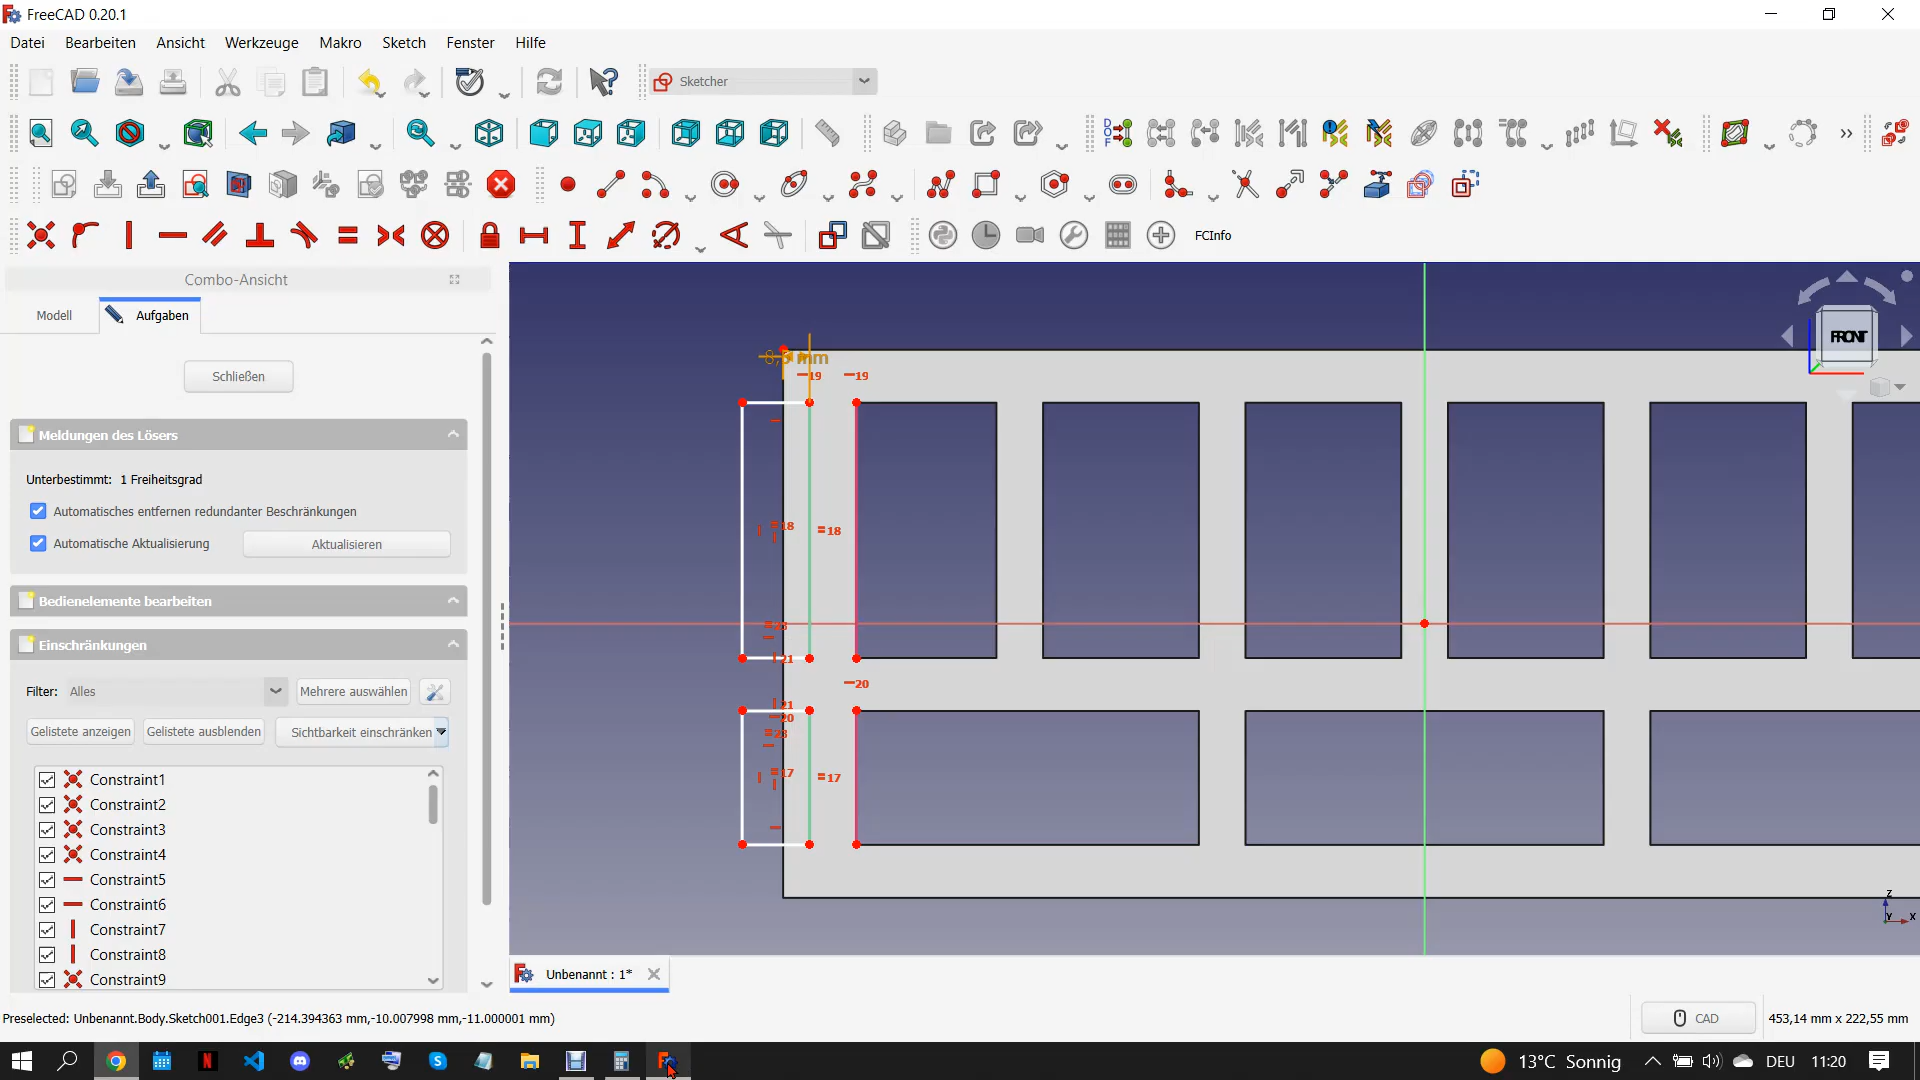 FreeCAD 0.20.1
Datei Bearbeiten Ansicht Werkzeuge Makro Sketch Fenster Hilfe
Sketcher
FCInfo
Combo-Ansicht
Modell Aufgaben
Schließen
Meldungen des Lösers
Unterbestimmt: 1 Freiheitsgrad
Automatisches entfernen redundanter Beschränkungen
Automatische Aktualisierung Aktualisieren
Bedienelemente bearbeiten
Einschränkungen
Filter: Alles Mehrere auswählen
Gelistete anzeigen Gelistete ausblenden Sichtbarkeit einschränken
Constraint1
Constraint2
Constraint3
Constraint4
Constraint5
Constraint6
Constraint7
Constraint8
Constraint9
mm
19 19
18 18
21
20
21
20
17 17
FRONT
Z
Y X
Unbenannt : 1*
Preselected: Unbenannt.Body.Sketch001.Edge3 (-214.394363 mm,-10.007998 mm,-11.000001 mm)
CAD 453,14 mm x 222,55 mm
13°C Sonnig DEU 11:20